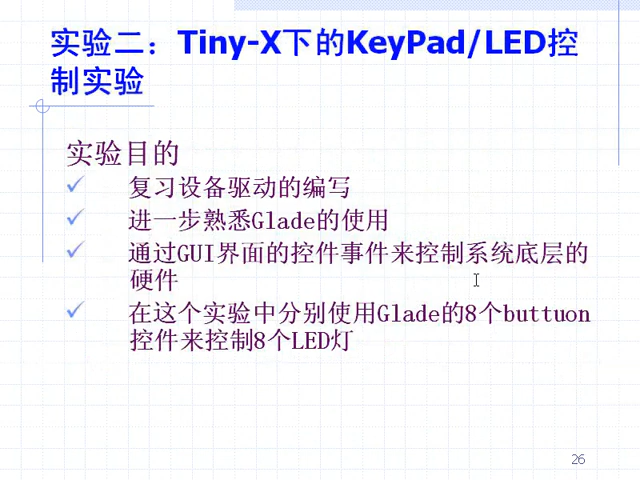 实验二：Tiny-X下的KeyPad/LED控
制实验
实验目的
复习设备驱动的编写
进一步熟悉Glade的使用
通过GUI界面的控件事件来控制系统底层的
硬件
在这个实验中分别使用Glade的8个buttuon
控件来控制8个LED灯
26